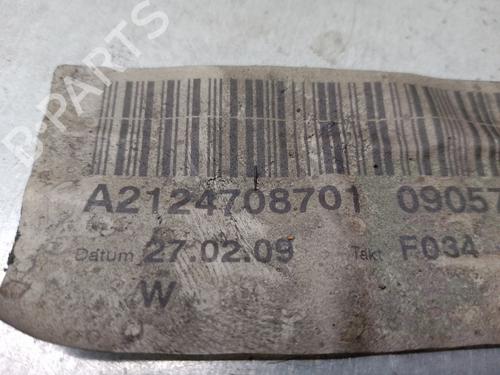 B-PARTS
A2124708701 09057
Datum 27.02.09 Takt F034
W